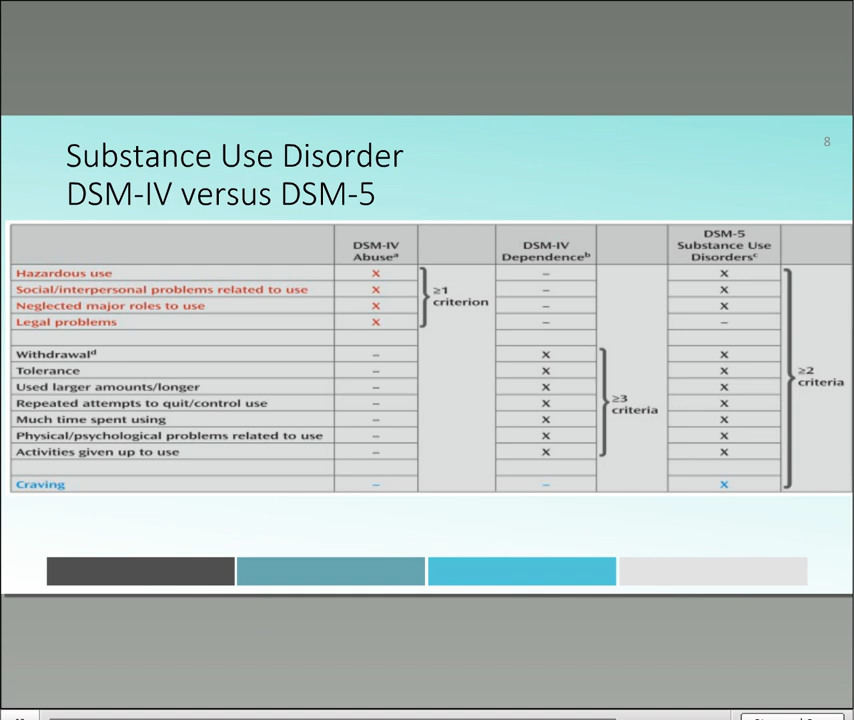 8
Substance Use Disorder
DSM-IV versus DSM-5
DSM-IV Abuseᵃ DSM-IV Dependenceᵇ DSM-5 Substance Use Disordersᶜ
Hazardous use X – X
Social/interpersonal problems related to use X – X
Neglected major roles to use X – X
Legal problems X – –
≥1 criterion
Withdrawalᵈ – X X
Tolerance – X X
Used larger amounts/longer – X X
Repeated attempts to quit/control use – X X
Much time spent using – X X
Physical/psychological problems related to use – X X
Activities given up to use – X X
≥3 criteria
≥2 criteria
Craving – – X